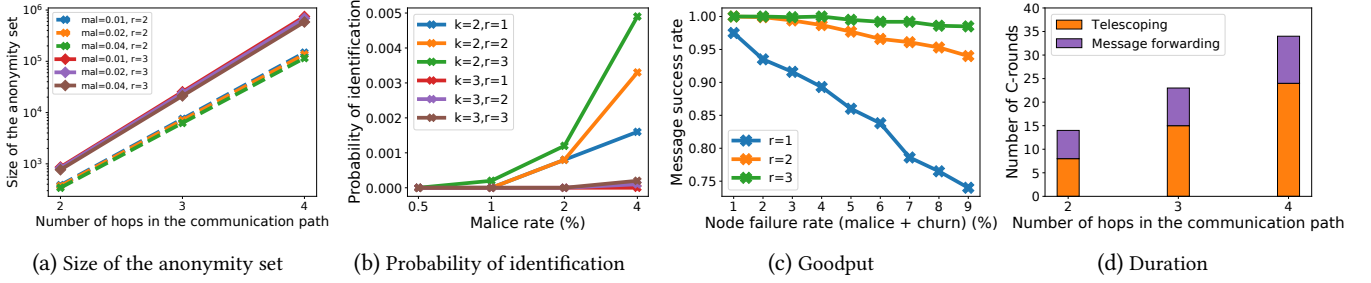 Size of the anonymity set
10^6
10^5
10^4
10^3
mal=0.01, r=2
mal=0.02, r=2
mal=0.04, r=2
mal=0.01, r=3
mal=0.02, r=3
mal=0.04, r=3
2 3 4
Number of hops in the communication path
(a) Size of the anonymity set
Probability of identification
0.005
0.004
0.003
0.002
0.001
0.000
k=2,r=1
k=2,r=2
k=2,r=3
k=3,r=1
k=3,r=2
k=3,r=3
0.5 1 2 4
Malice rate (%)
(b) Probability of identification
Message success rate
1.00
0.95
0.90
0.85
0.80
0.75
r=1
r=2
r=3
1 2 3 4 5 6 7 8 9
Node failure rate (malice + churn) (%)
(c) Goodput
Number of C-rounds
40
35
30
25
20
15
10
5
0
Telescoping
Message forwarding
2 3 4
Number of hops in the communication path
(d) Duration